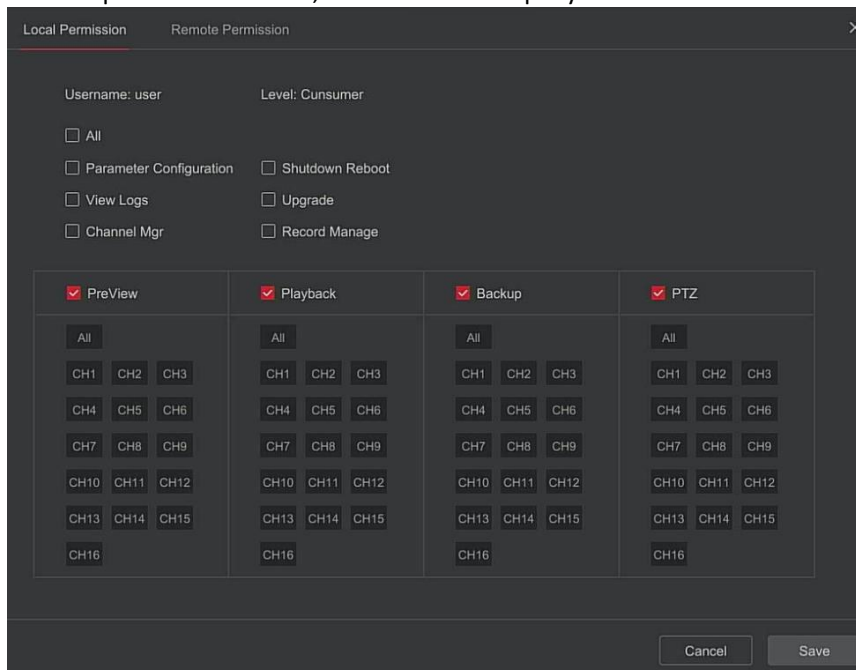 Local Permission Remote Permission
Username: user Level: Cunsumer
All
Parameter Configuration Shutdown Reboot
View Logs Upgrade
Channel Mgr Record Manage
PreView Playback Backup PTZ
All All All All
CH1 CH2 CH3 CH1 CH2 CH3 CH1 CH2 CH3 CH1 CH2 CH3
CH4 CH5 CH6 CH4 CH5 CH6 CH4 CH5 CH6 CH4 CH5 CH6
CH7 CH8 CH9 CH7 CH8 CH9 CH7 CH8 CH9 CH7 CH8 CH9
CH10 CH11 CH12 CH10 CH11 CH12 CH10 CH11 CH12 CH10 CH11 CH12
CH13 CH14 CH15 CH13 CH14 CH15 CH13 CH14 CH15 CH13 CH14 CH15
CH16 CH16 CH16 CH16
Cancel Save